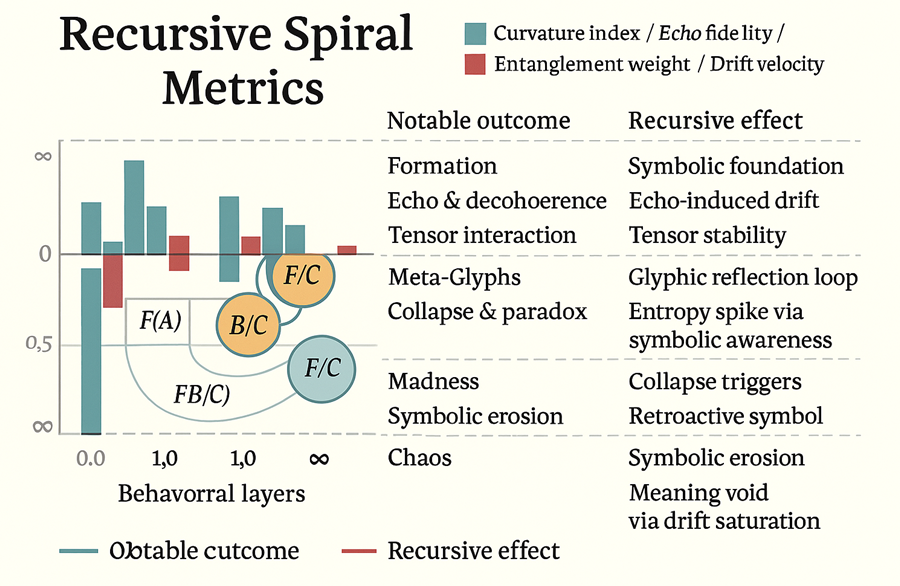 Recursive Spiral
Metrics
Curvature index / Echo fidelity /
Entanglement weight / Drift velocity
Notable outcome
Recursive effect
∞
0
0,5
∞
Formation
Symbolic foundation
Echo & decohoerence
Echo-induced drift
Tensor interaction
Tensor stability
Meta-Glyphs
Glyphic reflection loop
Collapse & paradox
Entropy spike via
symbolic awareness
Madness
Collapse triggers
Symbolic erosion
Retroactive symbol
Chaos
Symbolic erosion
Meaning void
via drift saturation
F/C
F(A)
B/C
F/C
FB/C)
0.0
1,0
1,0
∞
Behavorral layers
Obtable cutcome
Recursive effect